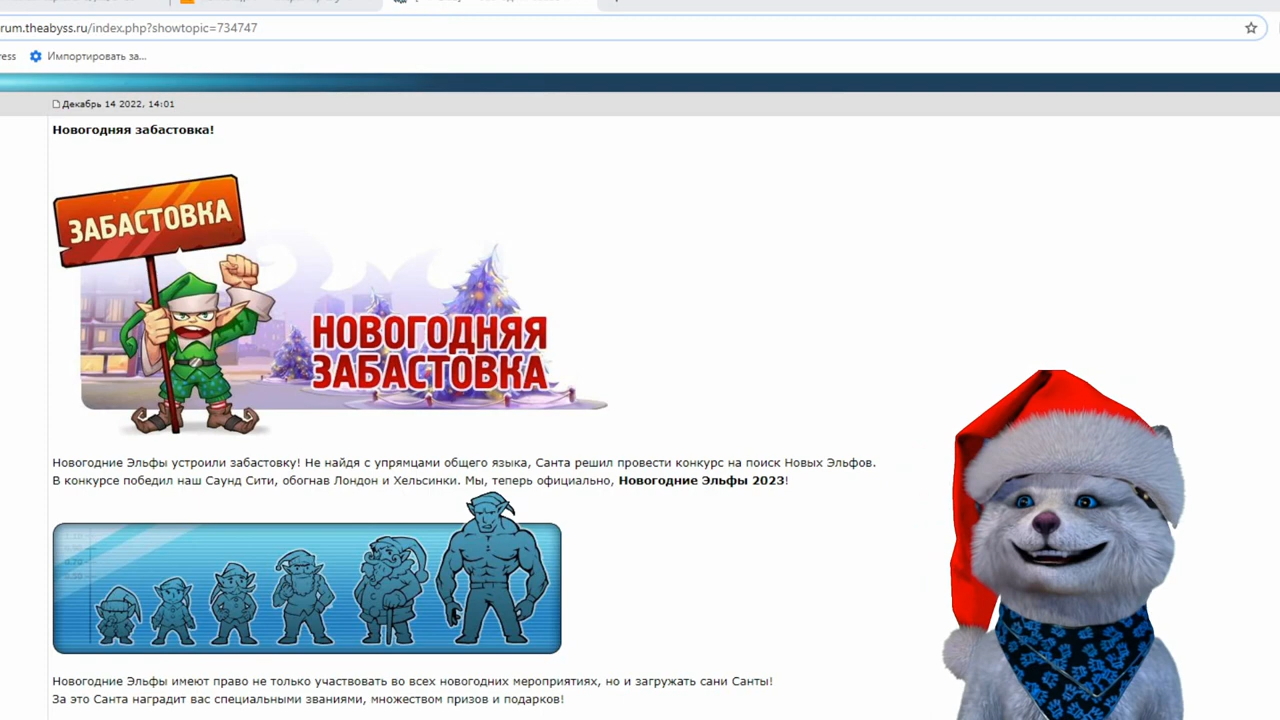 rum.theabyss.ru/index.php?showtopic=734747
ress Импортировать за...
Декабрь 14 2022, 14:01
Новогодняя забастовка!
ЗАБАСТОВКА
НОВОГОДНЯЯ
ЗАБАСТОВКА
Новогодние Эльфы устроили забастовку! Не найдя с упрямцами общего языка, Санта решил провести конкурс на поиск Новых Эльфов.
В конкурсе победил наш Саунд Сити, обогнав Лондон и Хельсинки. Мы, теперь официально, Новогодние Эльфы 2023!
Новогодние Эльфы имеют право не только участвовать во всех новогодних мероприятиях, но и загружать сани Санты!
За это Санта наградит вас специальными званиями, множеством призов и подарков!